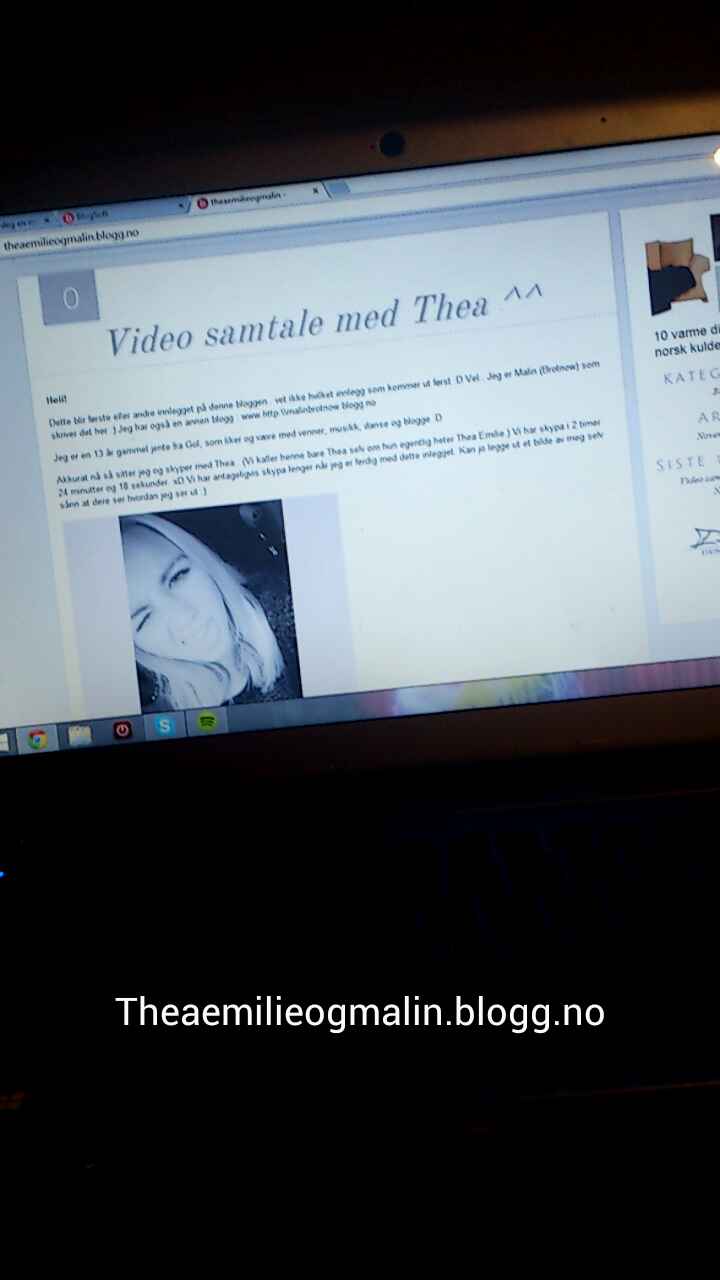 theaemilieogmalin -
theaemilieogmalin.blogg.no
0
Video samtale med Thea ^^
Heii!
Dette blir første eller andre innlegget på denne bloggen.. vet ikke hvilket innlegg som kommer ut først :D Vel.. Jeg er Malin (Brotnow) som
skriver det her :) Jeg har også en annen blogg : www.http.\\malinbrotnow.blogg.no
Jeg er en 13 år gammel jente fra Gol, som liker og være med venner, musikk, danse og blogge :D
Akkurat nå så sitter jeg og skyper med Thea.. (Vi kaller henne bare Thea selv om hun egentlig heter Thea Emilie:) Vi har skypa i 2 timer
24 minutter og 18 sekunder. xD Vi har antageligvis skypa lenger når jeg er ferdig med dette inlegget. Kan jo legge ut et bilde av meg selv
sånn at dere ser hvordan jeg ser ut :)
10 varme
norsk kulde
KATEG
AR
SISTE
Theaemilieogmalin.blogg.no